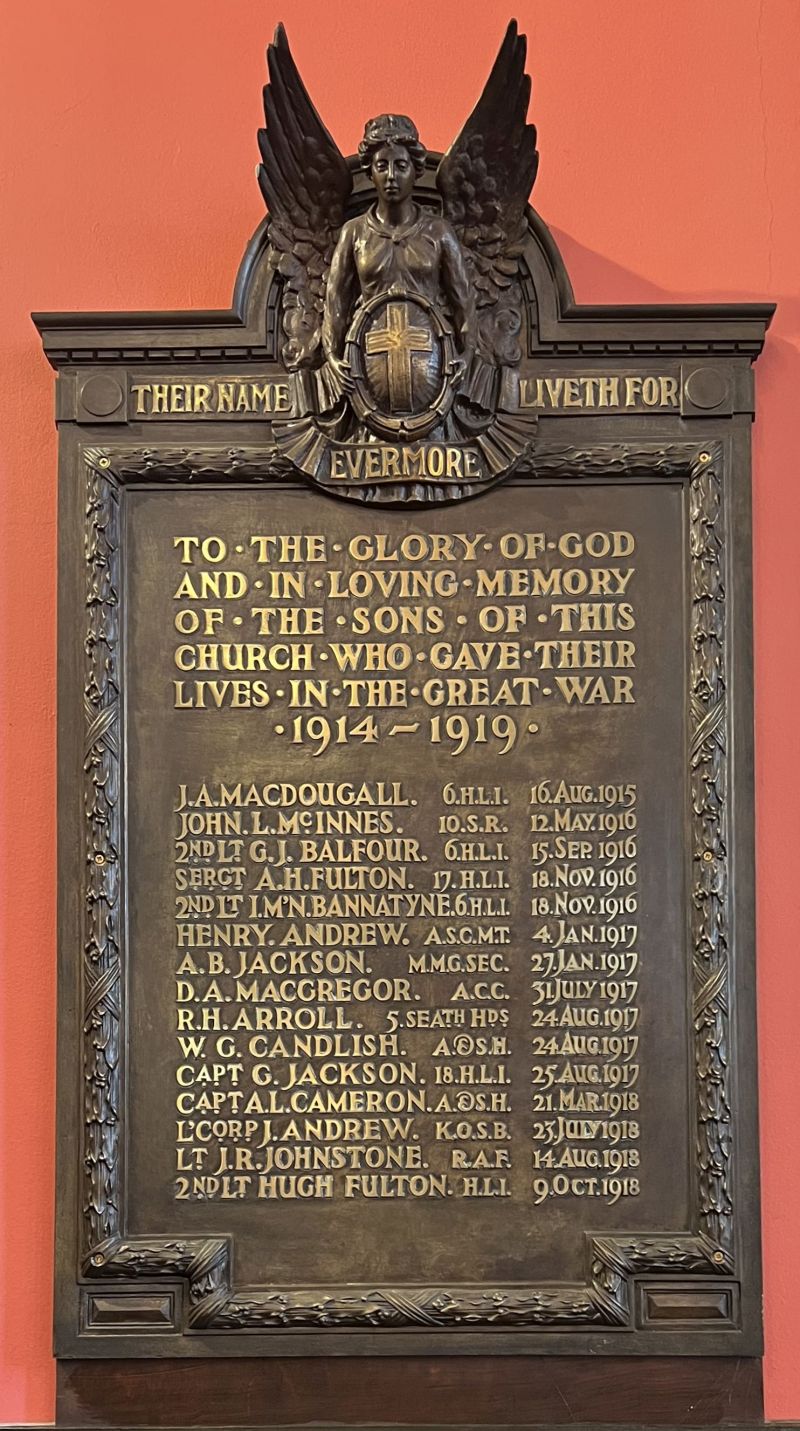 THEIR NAME LIVETH FOR
EVERMORE
TO·THE·GLORY·OF·GOD
AND·IN·LOVING·MEMORY
OF·THE·SONS·OF·THIS
CHURCH·WHO·GAVE·THEIR
LIVES·IN·THE·GREAT·WAR
·1914–1919·
J.A.MACDOUGALL. 6.H.L.I. 16.AUG.1915
JOHN.L.McINNES. 10.S.R. 12.MAY.1916
2ND LT G.J.BALFOUR. 6.H.L.I. 15.SEP.1916
SERGT A.H.FULTON. 17.H.L.I. 18.NOV.1916
2ND LT I.M'N.BANNATYNE. 6.H.L.I. 18.NOV.1916
HENRY.ANDREW. A.S.C.M.T. 4.JAN.1917
A.B.JACKSON. M.M.G.SEC. 27.JAN.1917
D.A.MACGREGOR. A.C.C. 31.JULY.1917
R.H.ARROLL. 5.SEATH HDS 24.AUG.1917
W.G.CANDLISH. A.&S.H. 24.AUG.1917
CAPT G.JACKSON. 18.H.L.I. 25.AUG.1917
CAPT A.L.CAMERON. A.&S.H. 21.MAR.1918
L'CORP J.ANDREW. K.O.S.B. 23.JULY.1918
LT J.R.JOHNSTONE. R.A.F. 14.AUG.1918
2ND LT HUGH FULTON. H.L.I. 9.OCT.1918